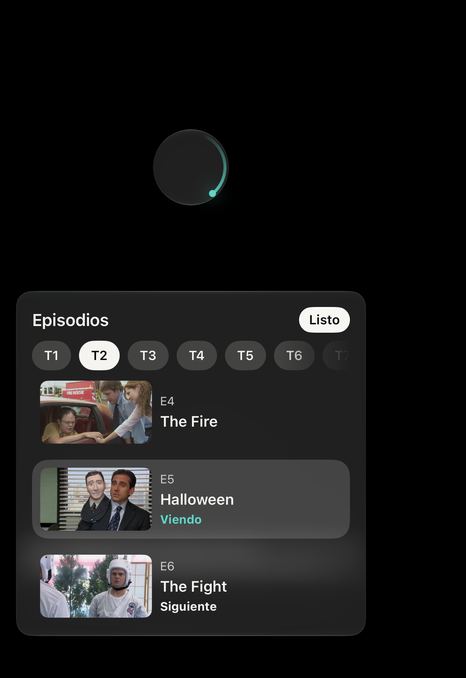 Episodios
Listo
T1
T2
T3
T4
T5
T6
E4
The Fire
E5
Halloween
Viendo
E6
The Fight
Siguiente